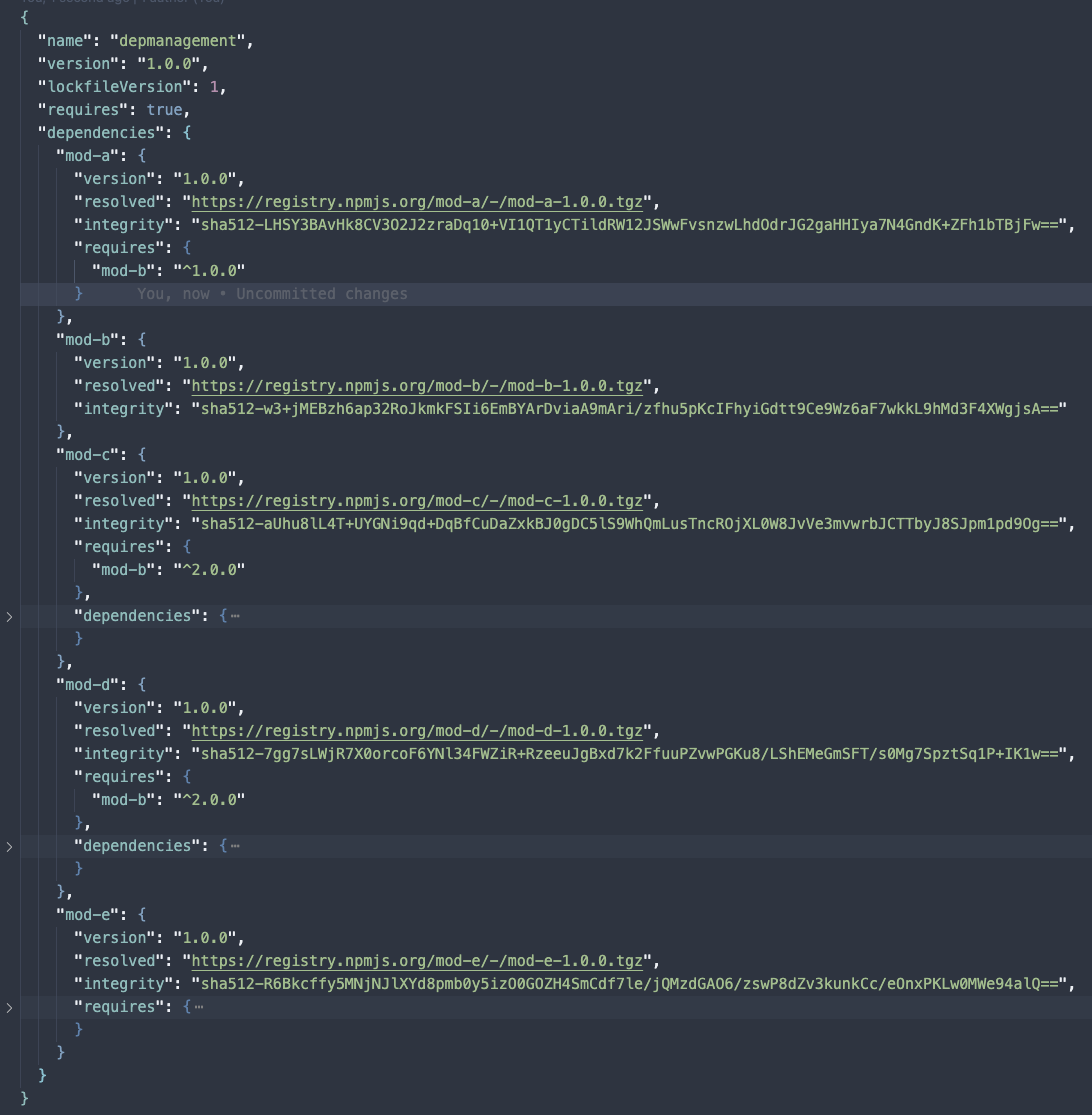 {
"name": "depmanagement",
"version": "1.0.0",
"lockfileVersion": 1,
"requires": true,
"dependencies": {
"mod-a": {
"version": "1.0.0",
"resolved": "https://registry.npmjs.org/mod-a/-/mod-a-1.0.0.tgz",
"integrity": "sha512-LHSY3BAvHk8CV3O2J2zraDq10+VI1QT1yCTildRW12JSWwFvsnzwLhdOdrJG2gaHHIya7N4GndK+ZFh1bTBjFw==",
"requires": {
"mod-b": "^1.0.0"
} You, now • Uncommitted changes
},
"mod-b": {
"version": "1.0.0",
"resolved": "https://registry.npmjs.org/mod-b/-/mod-b-1.0.0.tgz",
"integrity": "sha512-w3+jMEBzh6ap32RoJkmkFSIi6EmBYArDviaA9mAri/zfhu5pKcIFhyiGdtt9Ce9Wz6aF7wkkL9hMd3F4XWgjsA=="
},
"mod-c": {
"version": "1.0.0",
"resolved": "https://registry.npmjs.org/mod-c/-/mod-c-1.0.0.tgz",
"integrity": "sha512-aUhu8lL4T+UYGNi9qd+DqBfCuDaZxkBJ0gDC5lS9WhQmLusTncROjXL0W8JvVe3mvwrbJCTTbyJ8SJpm1pd9Og==",
"requires": {
"mod-b": "^2.0.0"
},
"dependencies": {⋯
}
},
"mod-d": {
"version": "1.0.0",
"resolved": "https://registry.npmjs.org/mod-d/-/mod-d-1.0.0.tgz",
"integrity": "sha512-7gg7sLWjR7X0orcoF6YNl34FWZiR+RzeeuJgBxd7k2FfuuPZvwPGKu8/LShEMeGmSFT/s0Mg7SpztSq1P+IK1w==",
"requires": {
"mod-b": "^2.0.0"
},
"dependencies": {⋯
}
},
"mod-e": {
"version": "1.0.0",
"resolved": "https://registry.npmjs.org/mod-e/-/mod-e-1.0.0.tgz",
"integrity": "sha512-R6Bkcffy5MNjNJlXYd8pmb0y5izO0GOZH4SmCdf7le/jQMzdGAO6/zswP8dZv3kunkCc/eOnxPKLw0MWe94alQ==",
"requires": {⋯
}
}
}
}